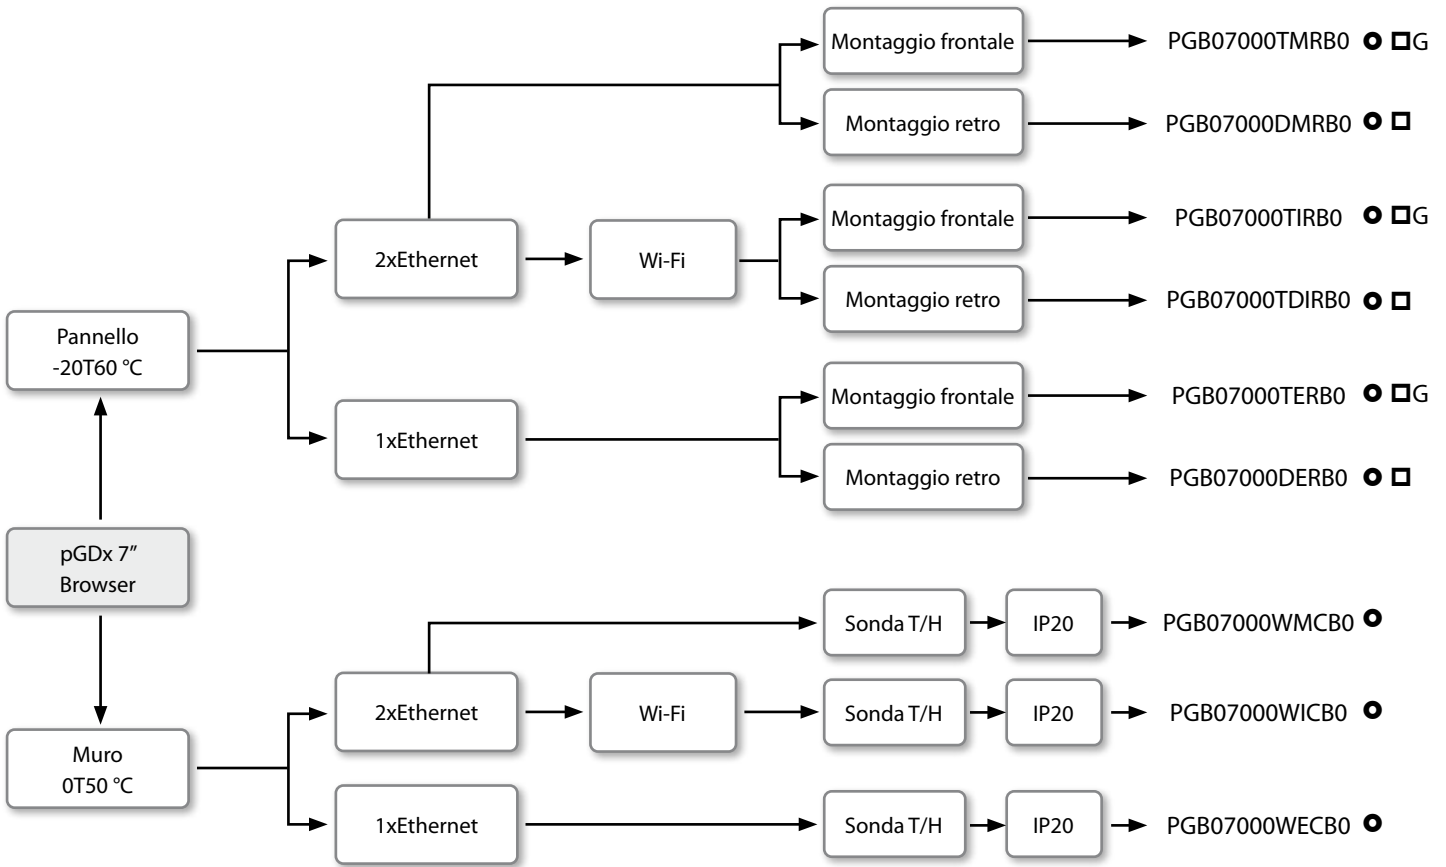 Montaggio frontale PGB07000TMRB0 G
Montaggio retro PGB07000DMRB0
Montaggio frontale PGB07000TIRB0 G
2xEthernet Wi-Fi
Montaggio retro PGB07000TDIRB0
Pannello
-20T60 °C
Montaggio frontale PGB07000TERB0 G
1xEthernet
Montaggio retro PGB07000DERB0
pGDx 7”
Browser
Sonda T/H IP20 PGB07000WMCB0
2xEthernet Wi-Fi Sonda T/H IP20 PGB07000WICB0
Muro
0T50 °C
1xEthernet Sonda T/H IP20 PGB07000WECB0